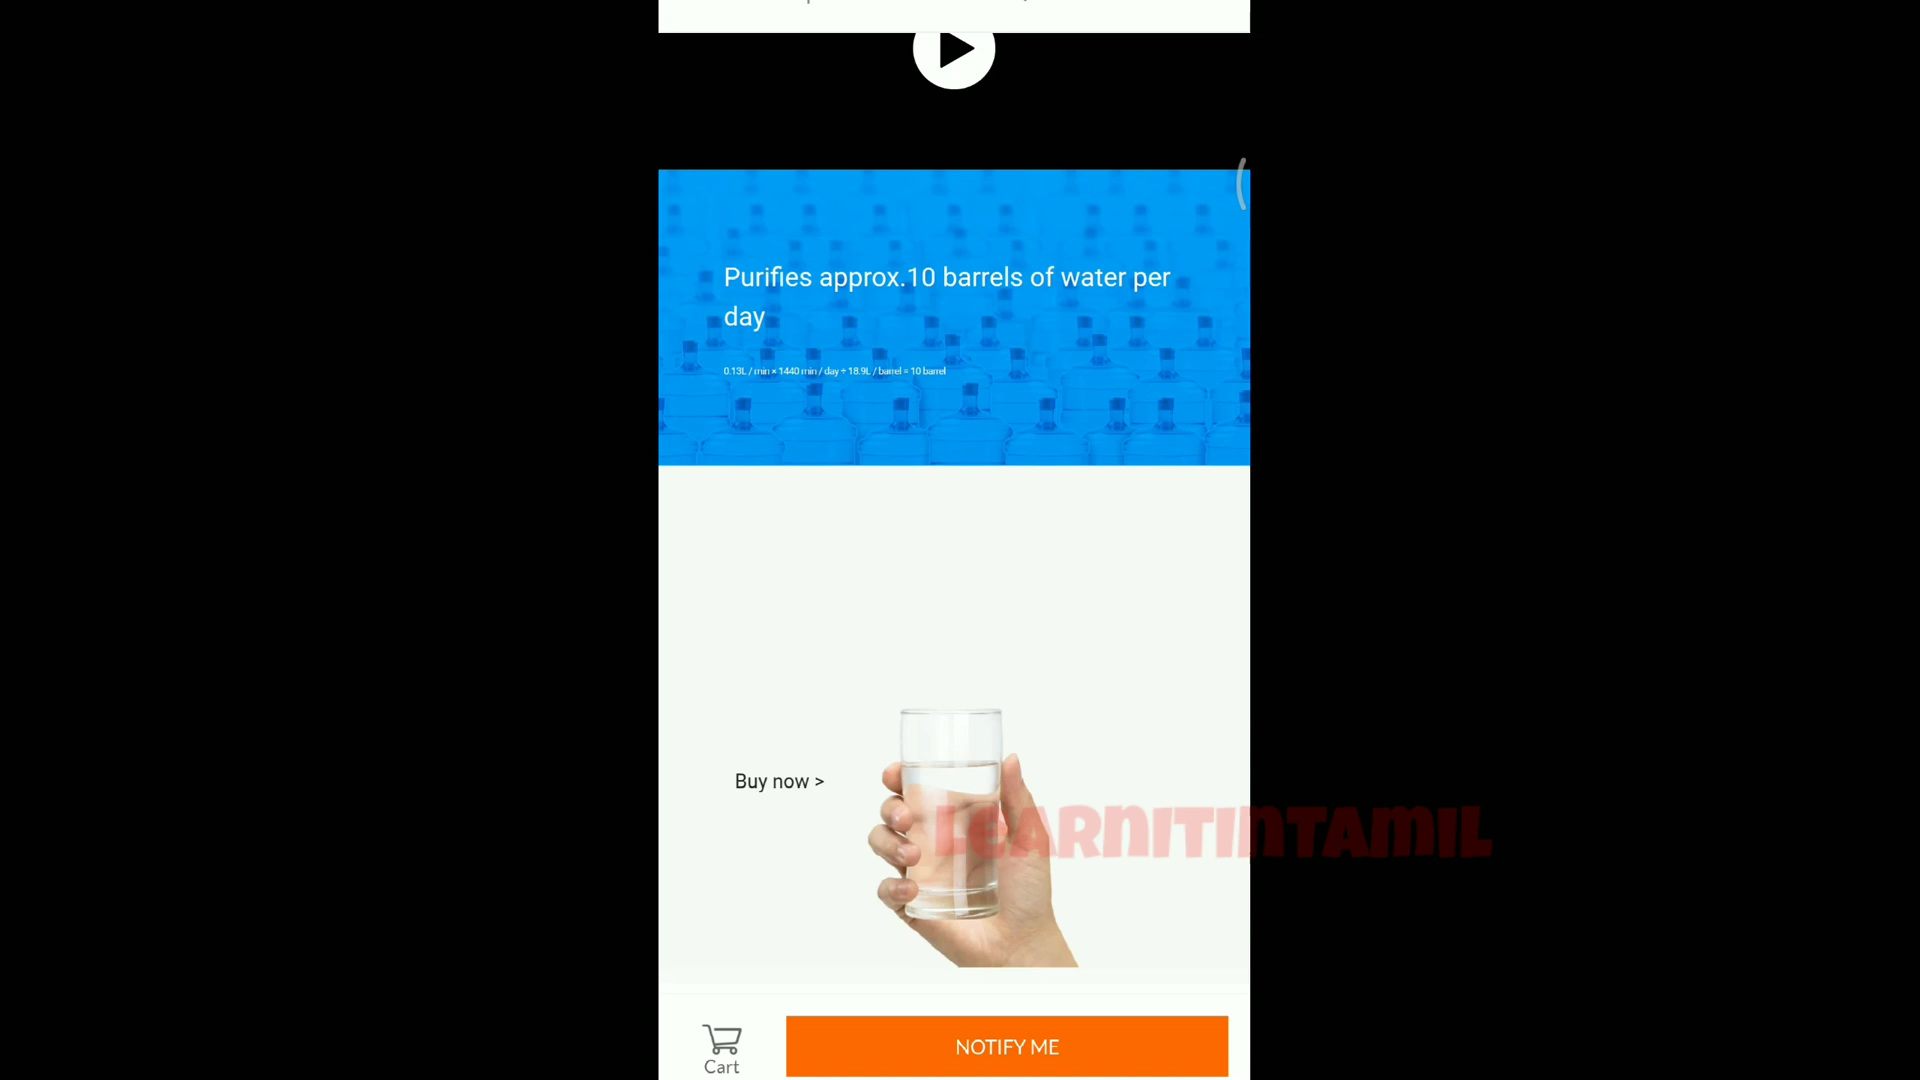 Purifies approx.10 barrels of water per
day
0.13L / min × 1440 min / day ÷ 18.9L / barrel = 10 barrel
Buy now >
LEARNITINTAMIL
Cart
NOTIFY ME